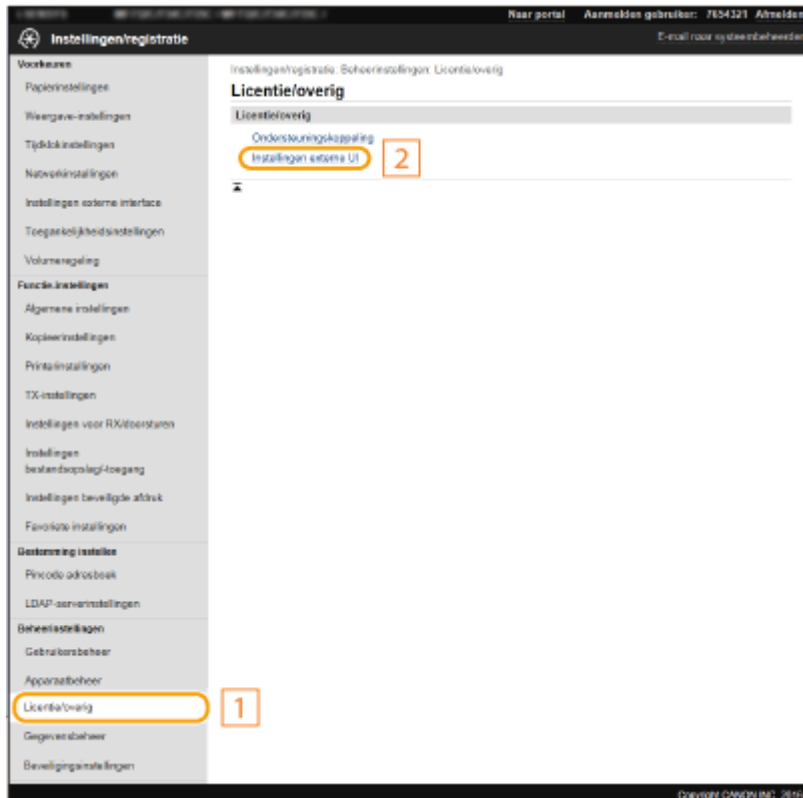 Naar portal Aanmelden gebruiker: 7654321 Afmelden
Instellingen/registratie
E-mail naar systeembeheerder
Voorkeuren
Papierinstellingen
Weergave-instellingen
Tijdklokinstellingen
Netwerkinstallingen
Instellingen externe interface
Toegankelijkheidsinstellingen
Volumeregeling
Functie-instellingen
Algemene instellingen
Kopieerinstellingen
Printerinstallingen
TX-instellingen
Instellingen voor RX/doorsturen
Instellingen
bestandsopslag/-toegang
Instellingen beveiligde afdruk
Favoriete instellingen
Bestemming instellen
Pincode adresboek
LDAP-serverinstellingen
Beheerinstellingen
Gebruikersbeheer
Apparaatbeheer
Licentie/overig
1
Gegevensbeheer
Beveiligingsinstellingen
Instellingen/registratie: Beheerinstellingen: Licentie/overig
Licentie/overig
Licentie/overig
Ondersteuningskoppeling
Instellingen externe UI
2
Copyright CANON INC. 2016